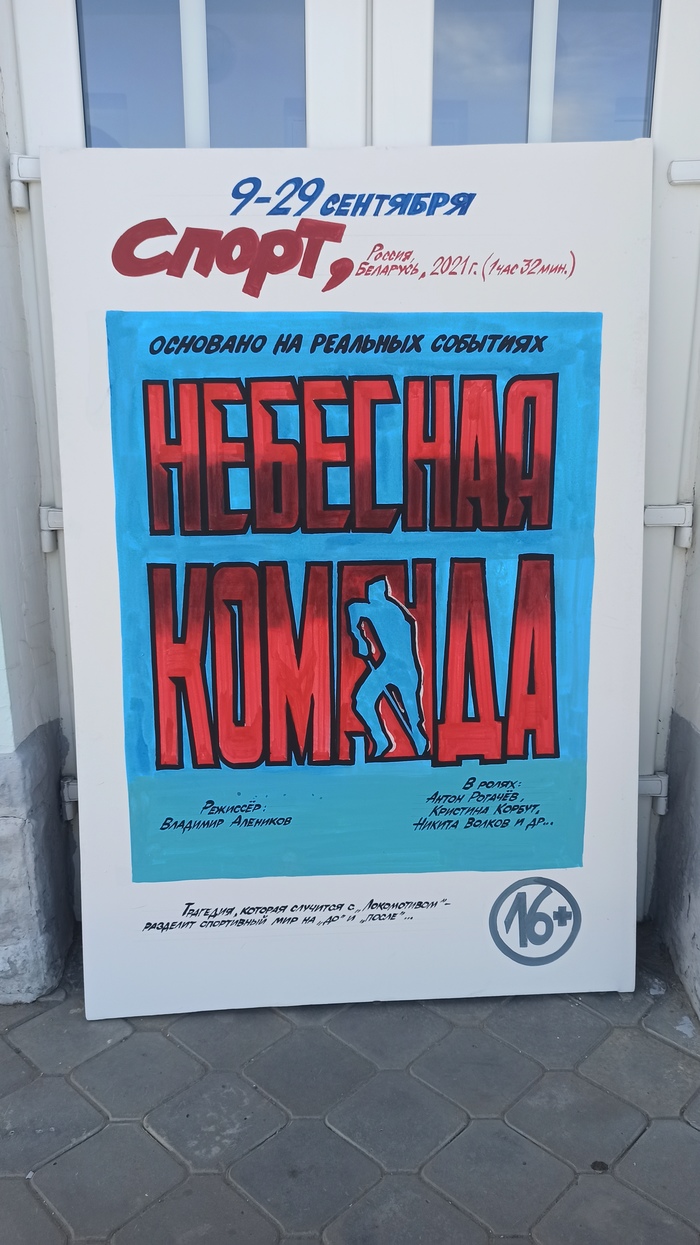 9-29 СЕНТЯБРЯ
СПОРТ, РОССИЯ,
БЕЛАРУСЬ, 2021 г. (1 ЧАС 32 МИН.)
ОСНОВАНО НА РЕАЛЬНЫХ СОБЫТИЯХ
НЕБЕСНАЯ
КОМАНДА
РЕЖИССЁР:
ВЛАДИМИР АЛЕНИКОВ
В РОЛЯХ:
АНТОН РОГАЧЁВ,
КРИСТИНА КОРБУТ,
НИКИТА ВОЛКОВ И ДР...
ТРАГЕДИЯ, КОТОРАЯ СЛУЧИТСЯ С „ЛОКОМОТИВОМ"-
РАЗДЕЛИТ СПОРТИВНЫЙ МИР НА „ДО" И „ПОСЛЕ"...
16+